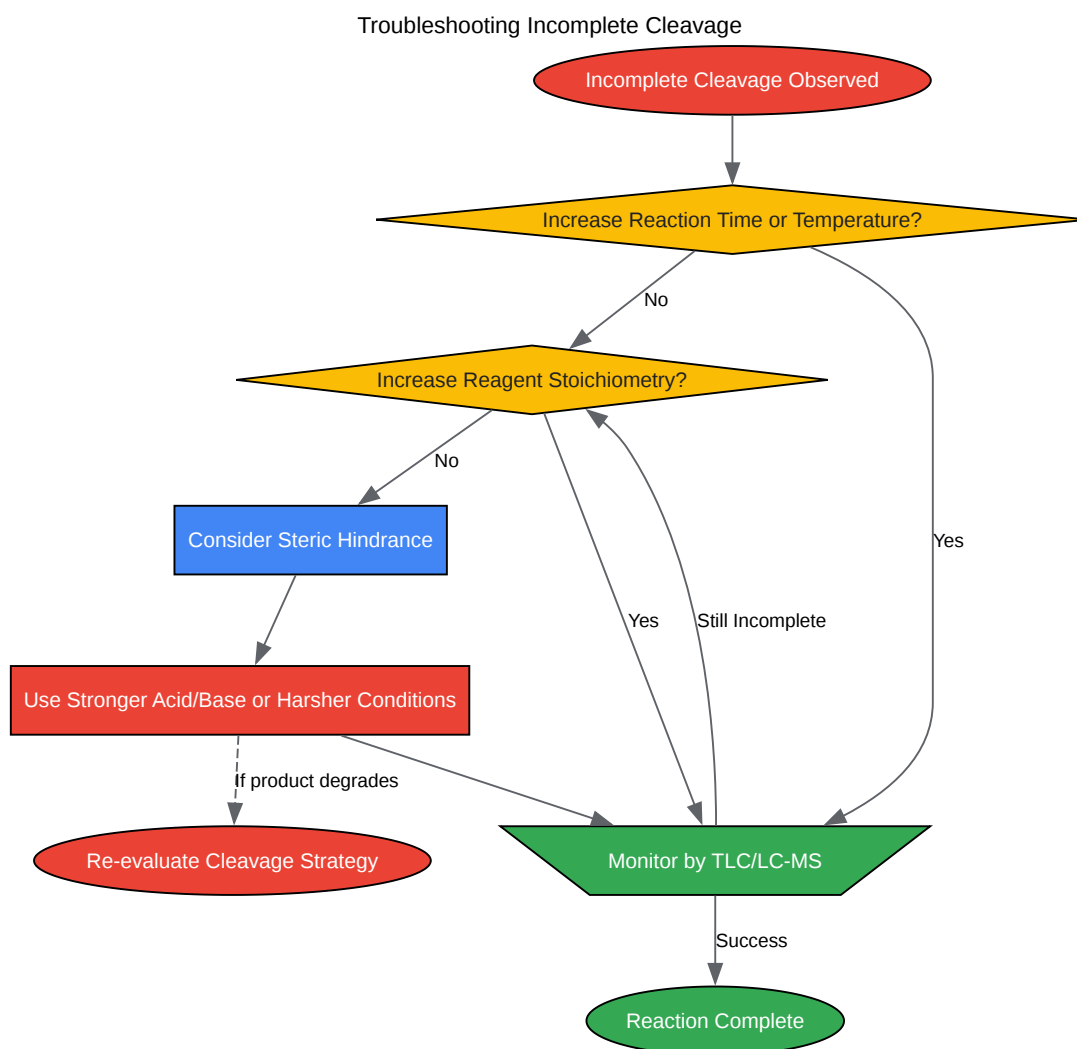 Troubleshooting Incomplete Cleavage
Incomplete Cleavage Observed
Increase Reaction Time or Temperature?
No
Increase Reagent Stoichiometry?
No
Consider Steric Hindrance
Yes
Yes
Still Incomplete
Use Stronger Acid/Base or Harsher Conditions
If product degrades
Re-evaluate Cleavage Strategy
Monitor by TLC/LC-MS
Success
Reaction Complete